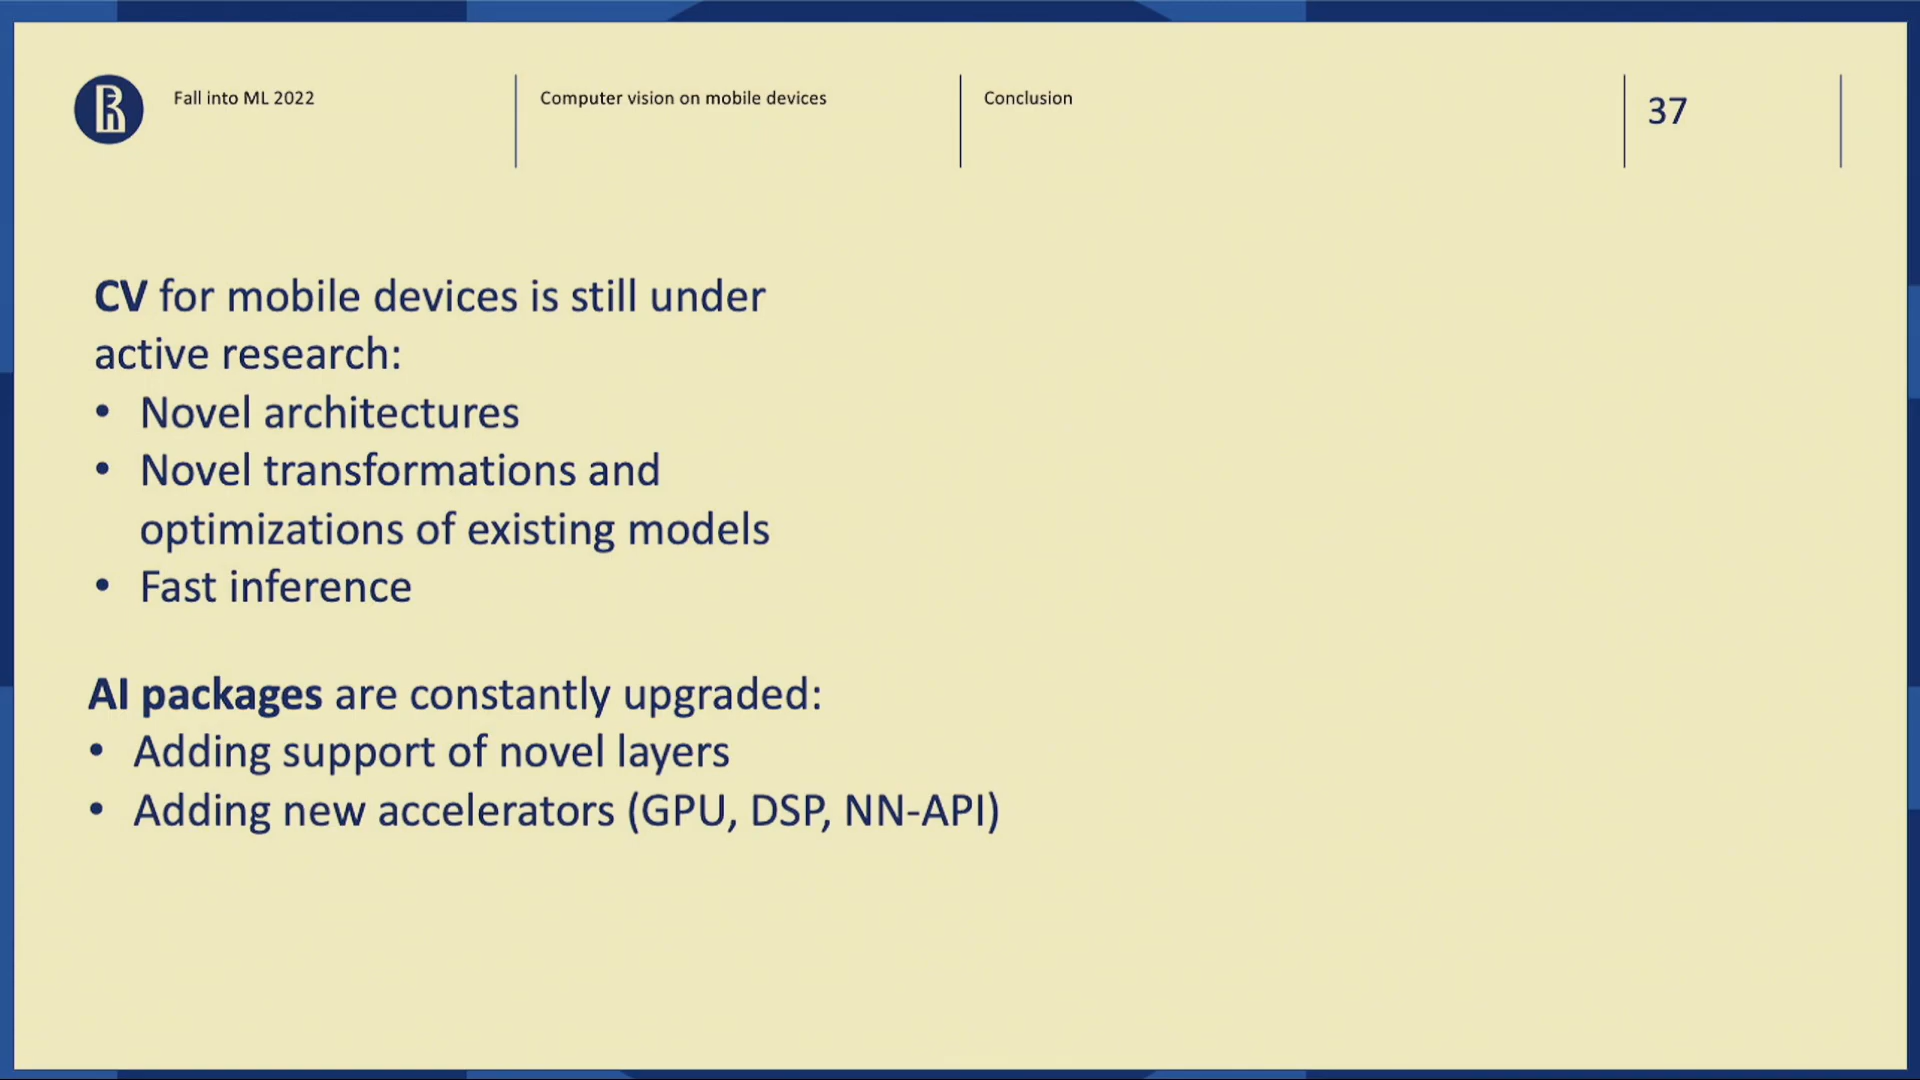 Fall into ML 2022
Computer vision on mobile devices
Conclusion
37
CV for mobile devices is still under
active research:
• Novel architectures
• Novel transformations and
optimizations of existing models
• Fast inference
AI packages are constantly upgraded:
• Adding support of novel layers
• Adding new accelerators (GPU, DSP, NN-API)